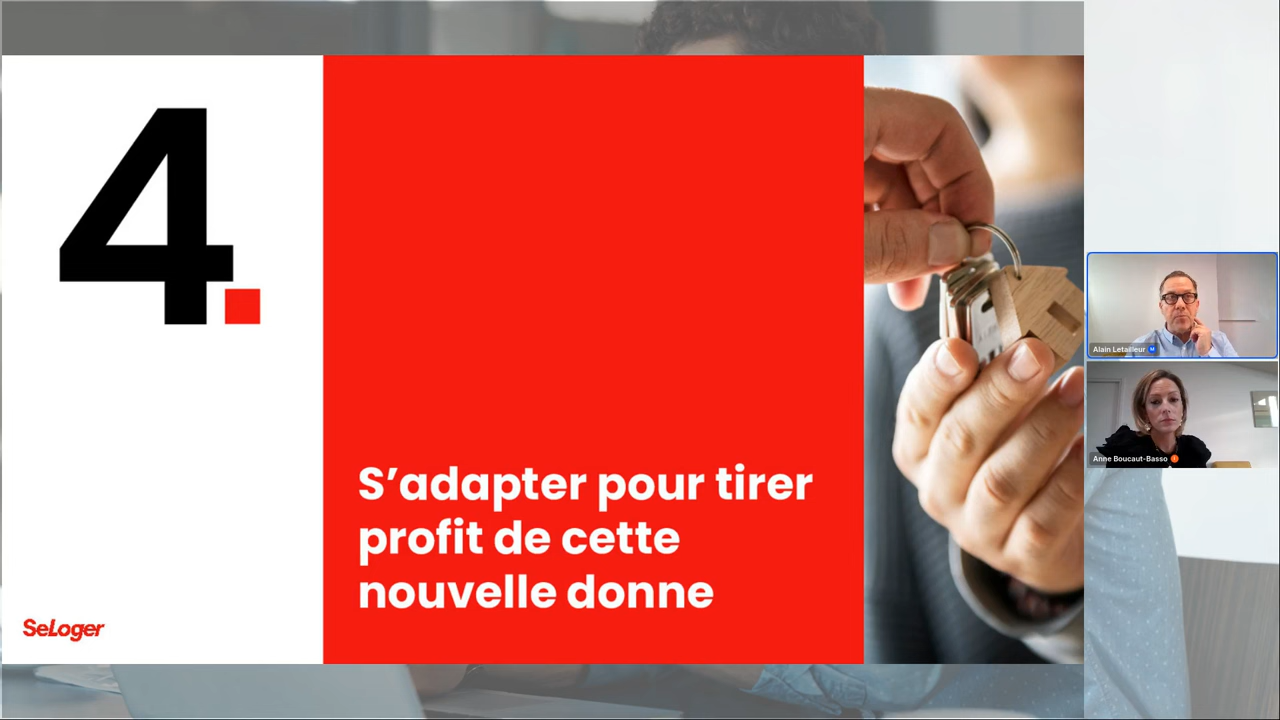 4.
S’adapter pour tirer
profit de cette
nouvelle donne
SeLoger
Alain Letailleur
Anne Boucaut-Basso